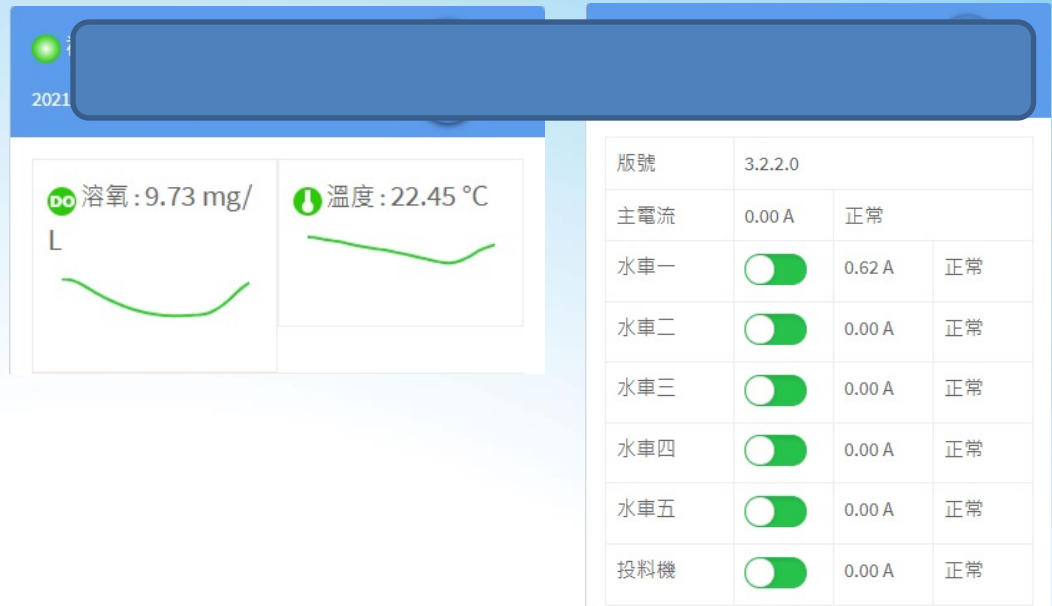 2021
DO 溶氧 : 9.73 mg/
L
溫度 : 22.45 °C
版號 3.2.2.0
主電流 0.00 A 正常
水車一 0.62 A 正常
水車二 0.00 A 正常
水車三 0.00 A 正常
水車四 0.00 A 正常
水車五 0.00 A 正常
投料機 0.00 A 正常